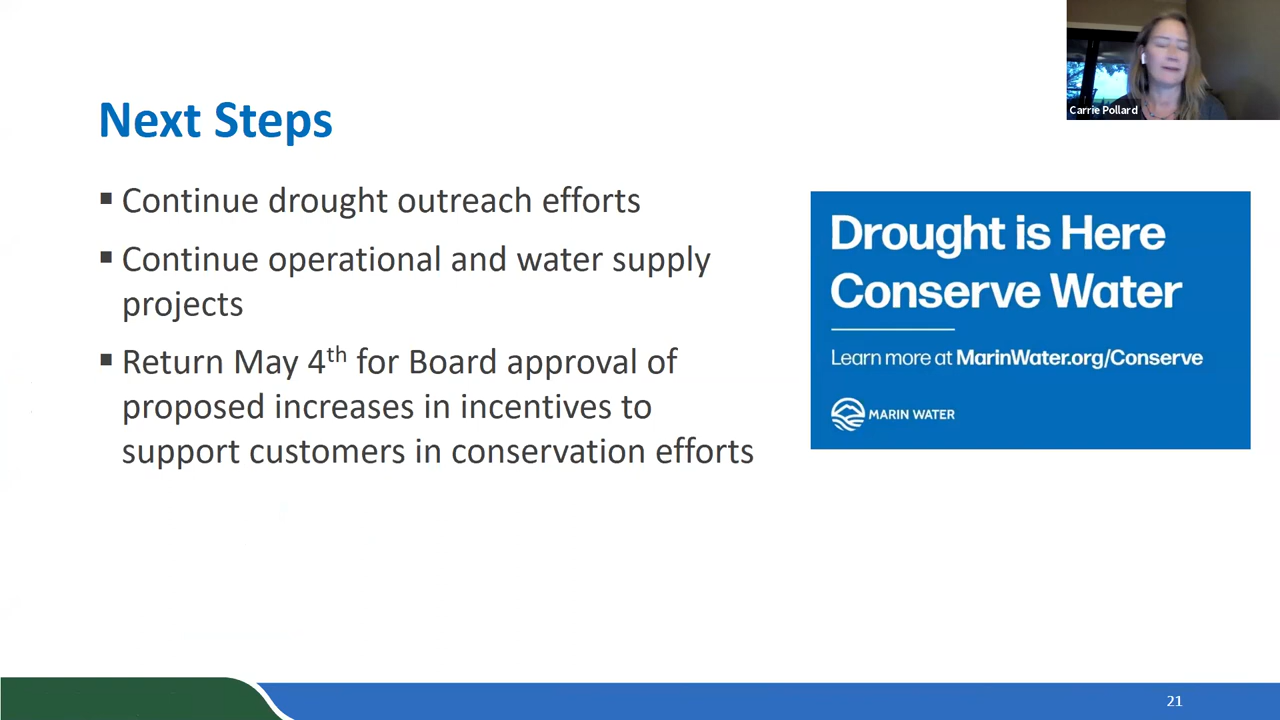 Carrie Pollard
Next Steps
▪ Continue drought outreach efforts
▪ Continue operational and water supply
projects
▪ Return May 4th for Board approval of
proposed increases in incentives to
support customers in conservation efforts
Drought is Here
Conserve Water
Learn more at MarinWater.org/Conserve
MARIN WATER
21